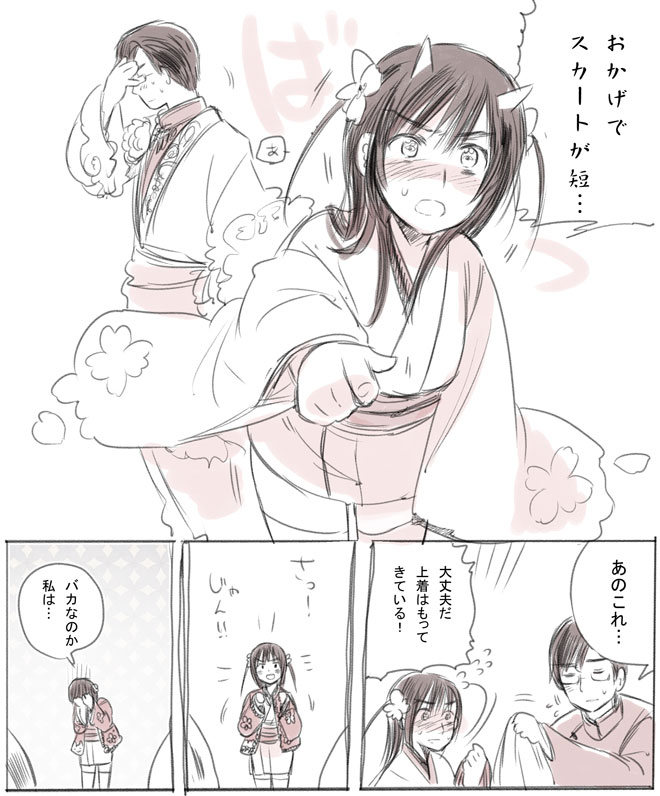 おかげで
スカートが短…
ばっ
あ
あのこれ…
大丈夫だ
上着はもって
きている！
さっ！
じゃん!!
バカなのか
私は…